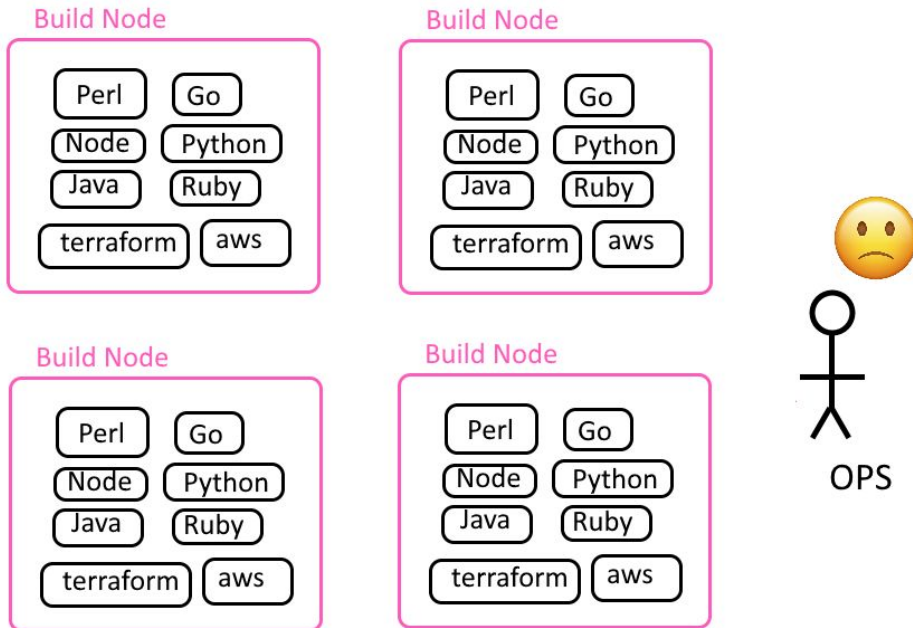 Build Node
Perl Go
Node Python
Java Ruby
terraform aws
Build Node
Perl Go
Node Python
Java Ruby
terraform aws
Build Node
Perl Go
Node Python
Java Ruby
terraform aws
Build Node
Perl Go
Node Python
Java Ruby
terraform aws
OPS